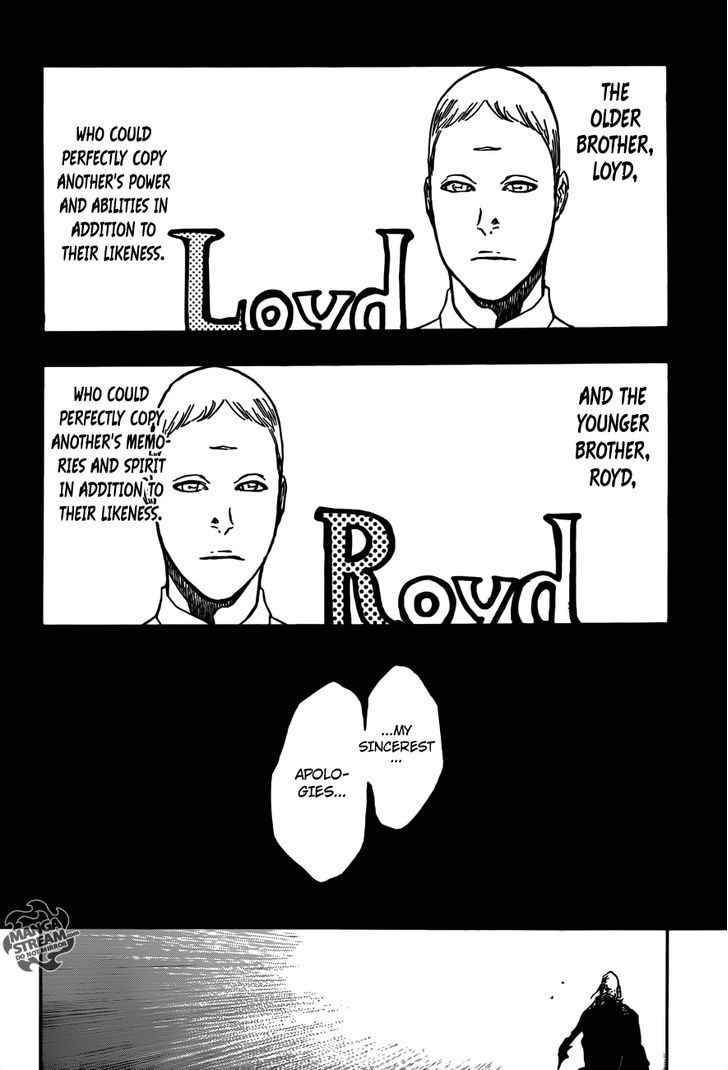 THE
OLDER
BROTHER,
LOYD,
WHO COULD
PERFECTLY COPY
ANOTHER'S POWER
AND ABILITIES IN
ADDITION TO
THEIR LIKENESS.
Loyd
AND THE
YOUNGER
BROTHER,
ROYD,
WHO COULD
PERFECTLY COPY
ANOTHER'S MEMO-
RIES AND SPIRIT
IN ADDITION TO
THEIR LIKENESS.
Royd
...MY
SINCEREST
...
APOLO-
GIES...
MANGA
STREAM.COM
DO NOT MIRROR!